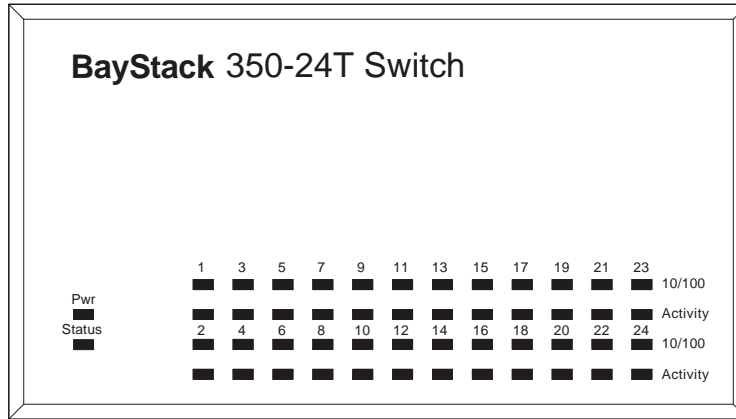 BayStack 350-24T Switch
1 3 5 7 9 11 13 15 17 19 21 23
10/100
Pwr
Activity
Status
2 4 6 8 10 12 14 16 18 20 22 24
10/100
Activity